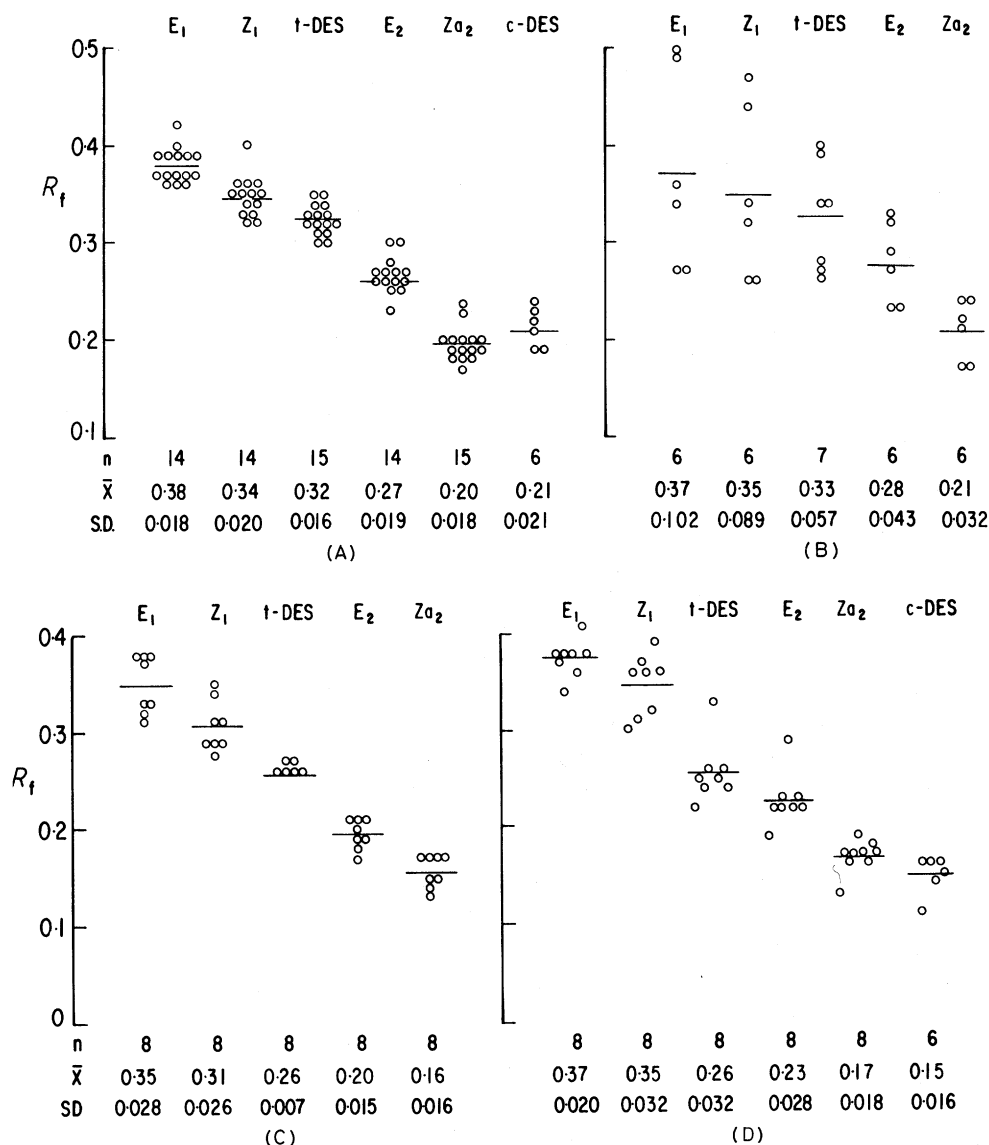 E₁ Z₁ t-DES E₂ Za₂ c-DES
0·5
0·4
Rf
0·3
0·2
0·1
n 14 14 15 14 15 6
X̄ 0·38 0·34 0·32 0·27 0·20 0·21
S.D. 0·018 0·020 0·016 0·019 0·018 0·021
(A)
E₁ Z₁ t-DES E₂ Za₂
6 6 7 6 6
0·37 0·35 0·33 0·28 0·21
0·102 0·089 0·057 0·043 0·032
(B)
E₁ Z₁ t-DES E₂ Za₂
0·4
0·3
Rf
0·2
0·1
0
n 8 8 8 8 8
X̄ 0·35 0·31 0·26 0·20 0·16
SD 0·028 0·026 0·007 0·015 0·016
(C)
E₁ Z₁ t-DES E₂ Za₂ c-DES
8 8 8 8 8 6
0·37 0·35 0·26 0·23 0·17 0·15
0·020 0·032 0·032 0·028 0·018 0·016
(D)